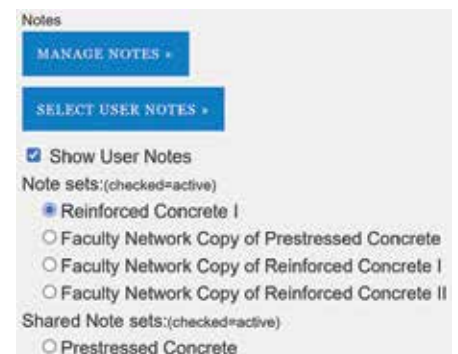 Notes
MANAGE NOTES »
SELECT USER NOTES »
Show User Notes
Note sets:(checked=active)
Reinforced Concrete I
Faculty Network Copy of Prestressed Concrete
Faculty Network Copy of Reinforced Concrete I
Faculty Network Copy of Reinforced Concrete II
Shared Note sets:(checked=active)
Prestressed Concrete